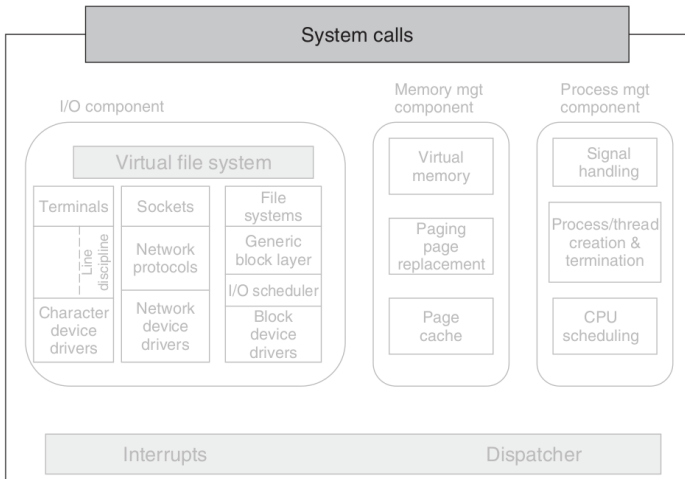 System calls
I/O component
Memory mgt
component
Process mgt
component
Virtual file system
Terminals
Line
discipline
Character
device
drivers
Sockets
Network
protocols
Network
device
drivers
File
systems
Generic
block layer
I/O scheduler
Block
device
drivers
Virtual
memory
Paging
page
replacement
Page
cache
Signal
handling
Process/thread
creation &
termination
CPU
scheduling
Interrupts
Dispatcher